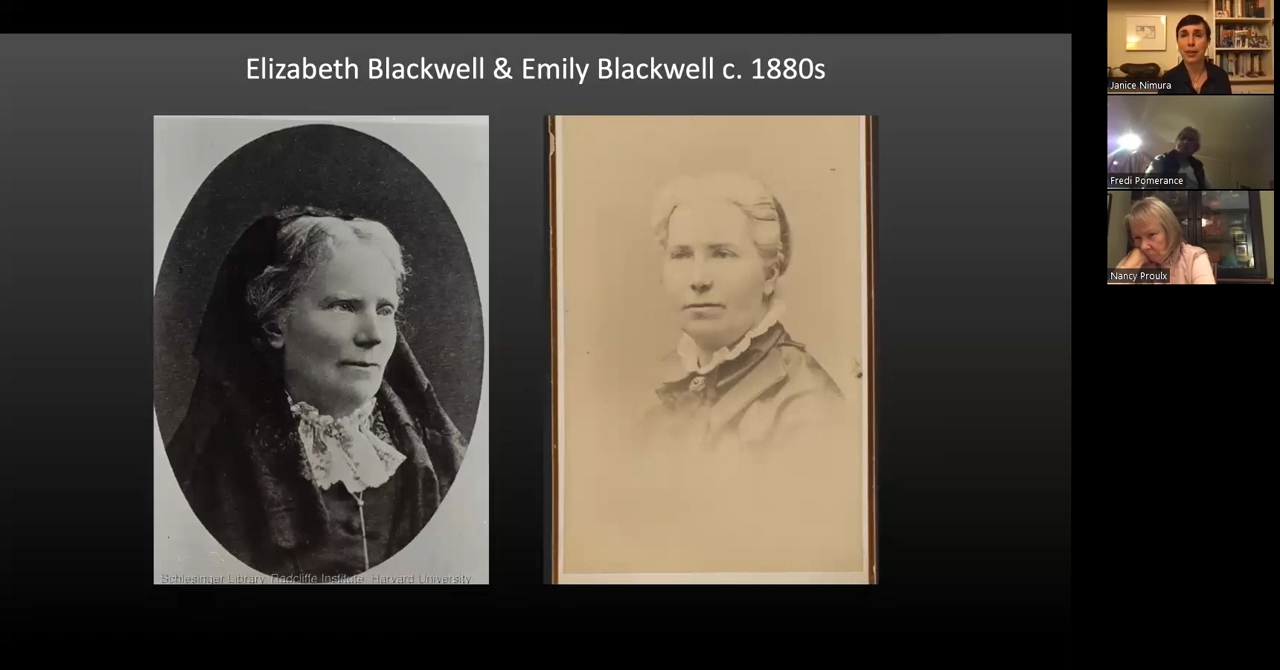 Elizabeth Blackwell & Emily Blackwell c. 1880s
Schlesinger Library, Radcliffe Institute, Harvard University
Janice Nimura
Fredi Pomerance
Nancy Proulx